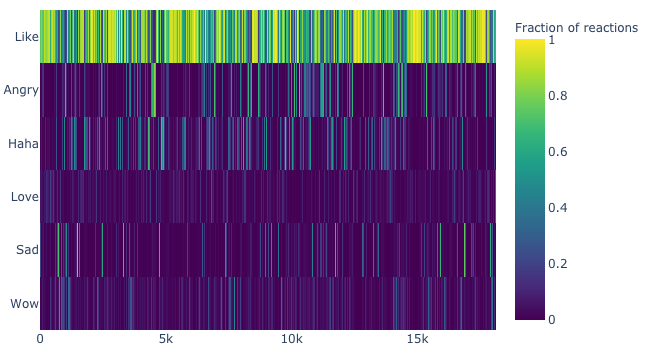 Fraction of reactions
Like
Angry
Haha
Love
Sad
Wow
0
5k
10k
15k
1
0.8
0.6
0.4
0.2
0